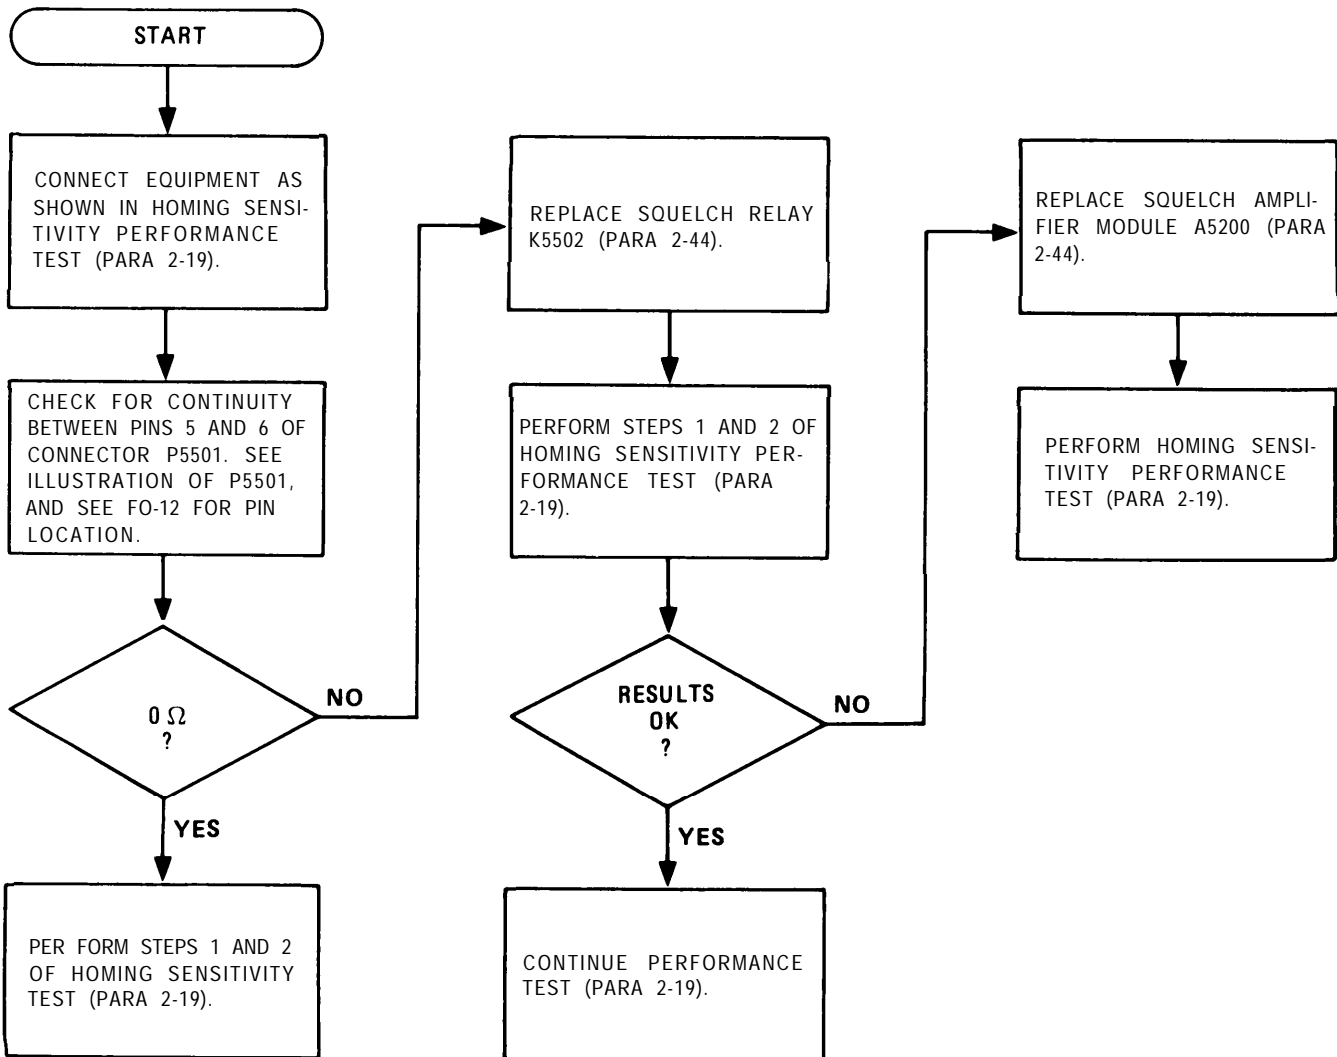 START
CONNECT EQUIPMENT AS
SHOWN IN HOMING SENSI-
TIVITY PERFORMANCE
TEST (PARA 2-19).
CHECK FOR CONTINUITY
BETWEEN PINS 5 AND 6 OF
CONNECTOR P5501. SEE
ILLUSTRATION OF P5501,
AND SEE FO-12 FOR PIN
LOCATION.
0 Ω
?
NO
YES
PER FORM STEPS 1 AND 2
OF HOMING SENSITIVITY
TEST (PARA 2-19).
REPLACE SQUELCH RELAY
K5502 (PARA 2-44).
PERFORM STEPS 1 AND 2 OF
HOMING SENSITIVITY PER-
FORMANCE TEST (PARA
2-19).
RESULTS
OK
?
NO
YES
CONTINUE PERFORMANCE
TEST (PARA 2-19).
REPLACE SQUELCH AMPLI-
FIER MODULE A5200 (PARA
2-44).
PERFORM HOMING SENSI-
TIVITY PERFORMANCE
TEST (PARA 2-19).